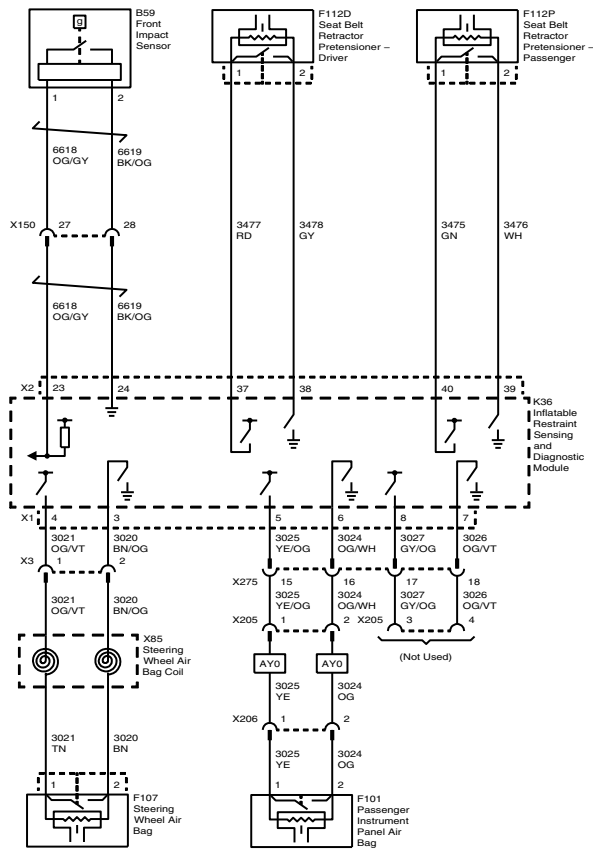 B59
Front
Impact
Sensor
g
1
2
F112D
Seat Belt
Retractor
Pretensioner –
Driver
1
2
F112P
Seat Belt
Retractor
Pretensioner –
Passenger
1
2
6618
OG/GY
6619
BK/OG
X150
27
28
3477
RD
3478
GY
3475
GN
3476
WH
6618
OG/GY
6619
BK/OG
X2
23
24
37
38
40
39
K36
Inflatable
Restraint
Sensing
and
Diagnostic
Module
X1
4
3
5
6
8
7
3021
OG/VT
3020
BN/OG
3025
YE/OG
3024
OG/WH
3027
GY/OG
3026
OG/VT
X3
1
2
X275
15
16
17
18
3021
OG/VT
3020
BN/OG
3025
YE/OG
3024
OG/WH
3027
GY/OG
3026
OG/VT
X205
1
2
X205
3
4
(Not Used)
X85
Steering
Wheel Air
Bag Coil
AY0
AY0
3025
YE
3024
OG
X206
1
2
3021
TN
3020
BN
3025
YE
3024
OG
1
2
F107
Steering
Wheel Air
Bag
1
2
F101
Passenger
Instrument
Panel Air
Bag